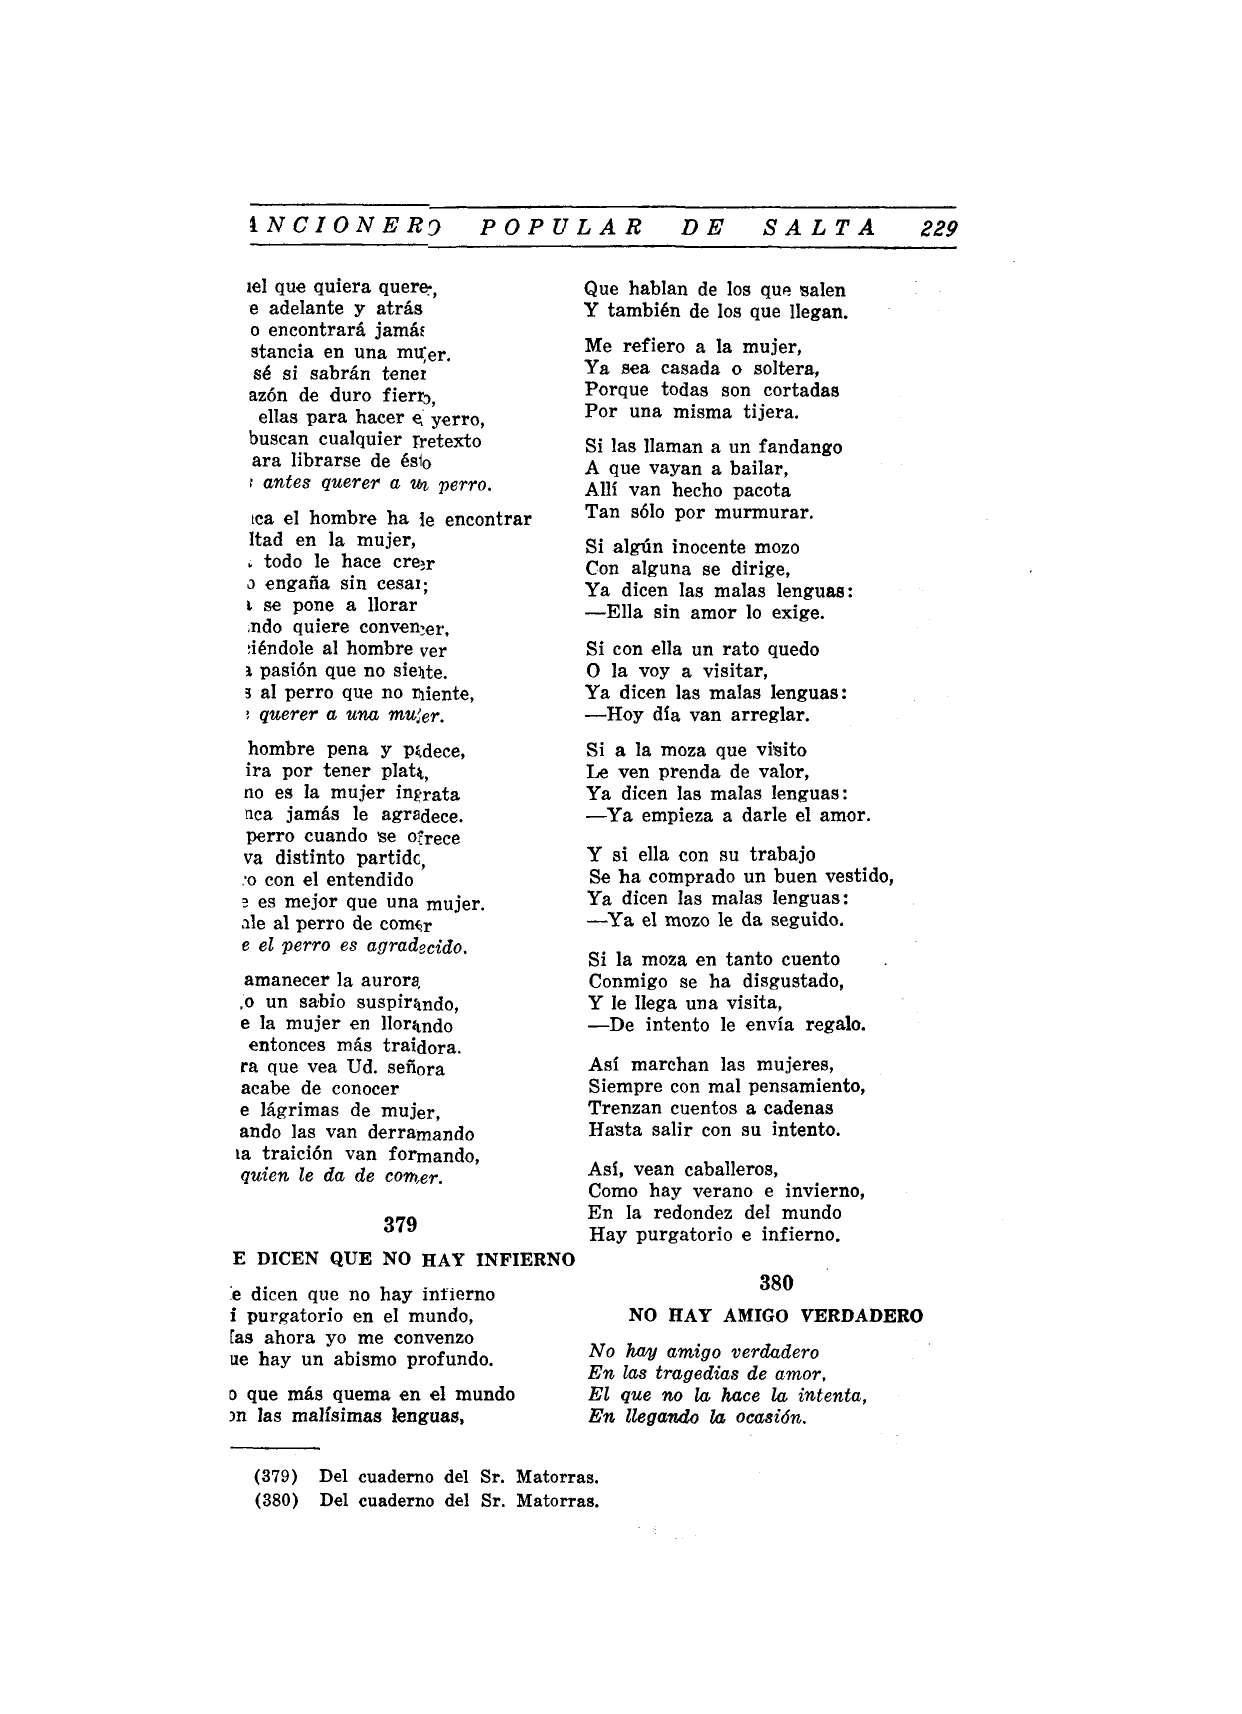 ANCIONERO POPULAR DE SALTA 229
el que quiera querer,
e adelante y atrás
o encontrará jamás
stancia en una mujer.
sé si sabrán tener
azón de duro fierro,
ellas para hacer el yerro,
buscan cualquier pretexto
ara librarse de ésto
antes querer a un perro.
ca el hombre ha de encontrar
ltad en la mujer,
todo le hace creer
o engaña sin cesar;
se pone a llorar
ndo quiere convencer,
iéndole al hombre ver
a pasión que no siente.
s al perro que no miente,
querer a una mujer.
hombre pena y padece,
ira por tener plata,
no es la mujer ingrata
nca jamás le agradece.
perro cuando se ofrece
va distinto partido,
o con el entendido
e es mejor que una mujer.
ale al perro de comer
e el perro es agradecido.
amanecer la aurora,
o un sabio suspirando,
e la mujer en llorando
entonces más traidora.
ra que vea Ud. señora
acabe de conocer
e lágrimas de mujer,
ando las van derramando
na traición van formando,
quien le da de comer.
379
E DICEN QUE NO HAY INFIERNO
e dicen que no hay infierno
i purgatorio en el mundo,
as ahora yo me convenzo
ue hay un abismo profundo.
o que más quema en el mundo
on las malísimas lenguas,
Que hablan de los que salen
Y también de los que llegan.
Me refiero a la mujer,
Ya sea casada o soltera,
Porque todas son cortadas
Por una misma tijera.
Si las llaman a un fandango
A que vayan a bailar,
Allí van hecho pacota
Tan sólo por murmurar.
Si algún inocente mozo
Con alguna se dirige,
Ya dicen las malas lenguas:
—Ella sin amor lo exige.
Si con ella un rato quedo
O la voy a visitar,
Ya dicen las malas lenguas:
—Hoy día van arreglar.
Si a la moza que visito
Le ven prenda de valor,
Ya dicen las malas lenguas:
—Ya empieza a darle el amor.
Y si ella con su trabajo
Se ha comprado un buen vestido,
Ya dicen las malas lenguas:
—Ya el mozo le da seguido.
Si la moza en tanto cuento
Conmigo se ha disgustado,
Y le llega una visita,
—De intento le envía regalo.
Así marchan las mujeres,
Siempre con mal pensamiento,
Trenzan cuentos a cadenas
Hasta salir con su intento.
Así, vean caballeros,
Como hay verano e invierno,
En la redondez del mundo
Hay purgatorio e infierno.
380
NO HAY AMIGO VERDADERO
No hay amigo verdadero
En las tragedias de amor,
El que no la hace la intenta,
En llegando la ocasión.
(379) Del cuaderno del Sr. Matorras.
(380) Del cuaderno del Sr. Matorras.